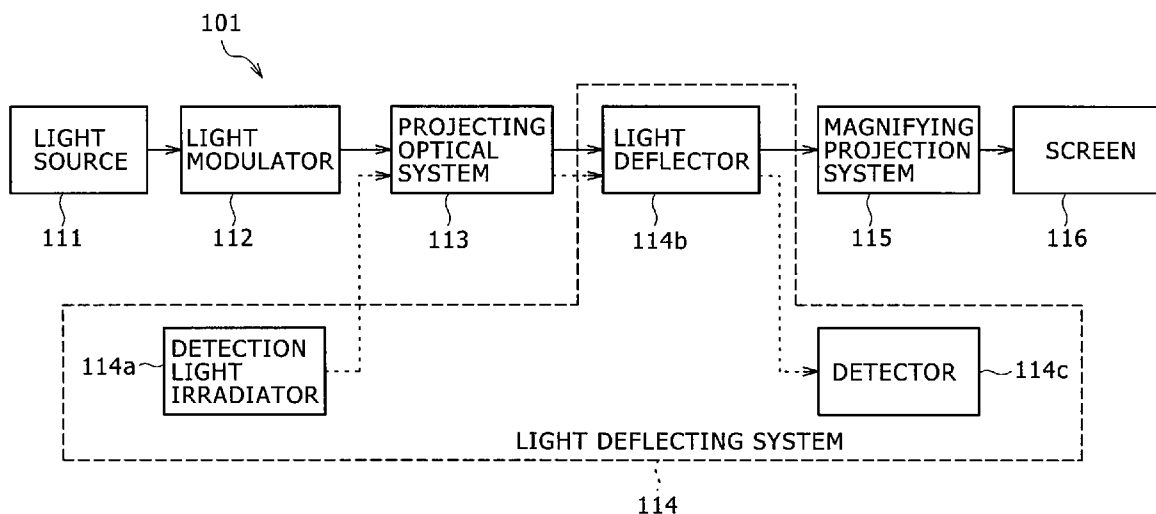 101
LIGHT
SOURCE
LIGHT
MODULATOR
PROJECTING
OPTICAL
SYSTEM
LIGHT
DEFLECTOR
MAGNIFYING
PROJECTION
SYSTEM
SCREEN
111
112
113
114b
115
116
114a
DETECTION
LIGHT
IRRADIATOR
DETECTOR
114c
LIGHT DEFLECTING SYSTEM
114